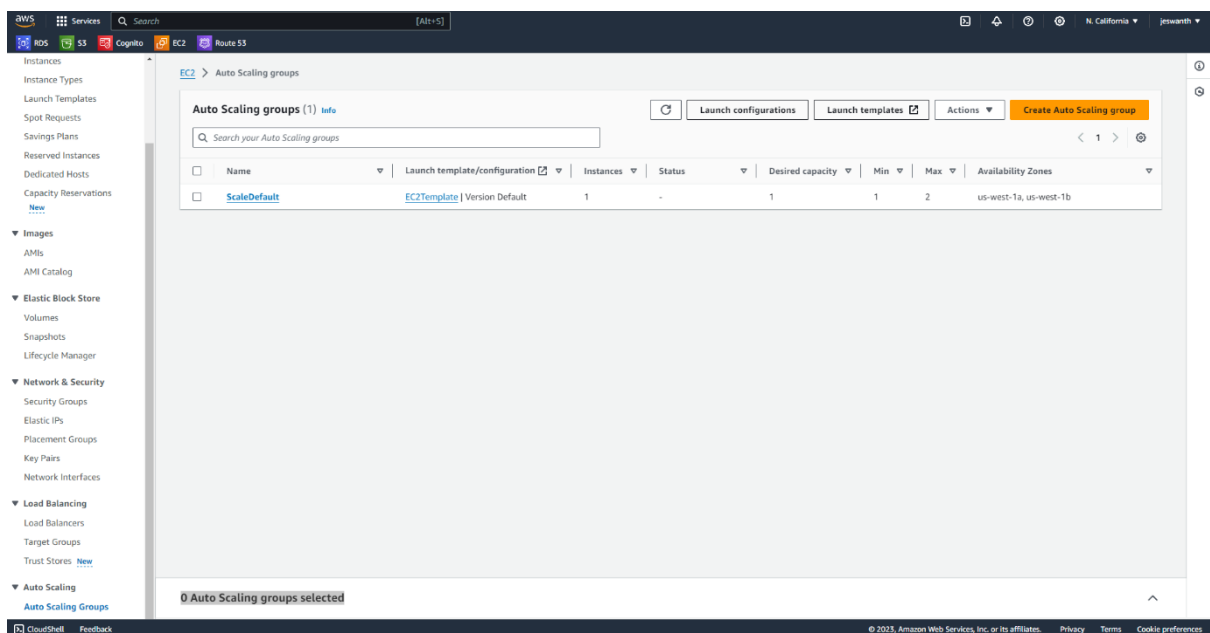 aws Services Search [Alt+S] N. California jeswanth
RDS S3 Cognito EC2 Route 53
Instances
Instance Types
Launch Templates
Spot Requests
Savings Plans
Reserved Instances
Dedicated Hosts
Capacity Reservations
New
Images
AMIs
AMI Catalog
Elastic Block Store
Volumes
Snapshots
Lifecycle Manager
Network & Security
Security Groups
Elastic IPs
Placement Groups
Key Pairs
Network Interfaces
Load Balancing
Load Balancers
Target Groups
Trust Stores New
Auto Scaling
Auto Scaling Groups
EC2 > Auto Scaling groups
Auto Scaling groups (1) Info Launch configurations Launch templates Actions Create Auto Scaling group
Search your Auto Scaling groups 1
Name Launch template/configuration Instances Status Desired capacity Min Max Availability Zones
ScaleDefault EC2Template | Version Default 1 - 1 1 2 us-west-1a, us-west-1b
0 Auto Scaling groups selected
CloudShell Feedback © 2023, Amazon Web Services, Inc. or its affiliates. Privacy Terms Cookie preferences